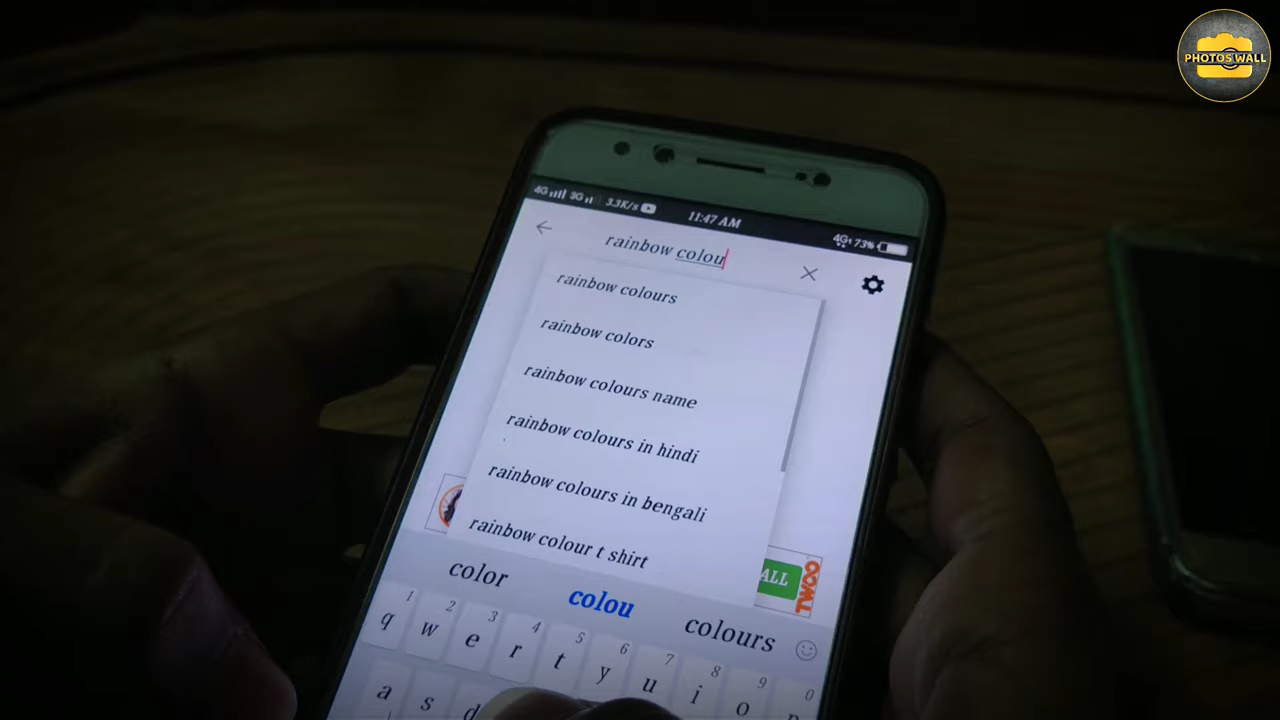 PHOTOS WALL
4G 3G 3.3K/s 11:47 AM 4G 73%
rainbow colou
rainbow colours
rainbow colors
rainbow colours name
rainbow colours in hindi
rainbow colours in bengali
rainbow colour t shirt
ALL TWOO
color colou colours
1 2 3 4 5 6 7 8 9 0
q w e r t y u i o
a s d